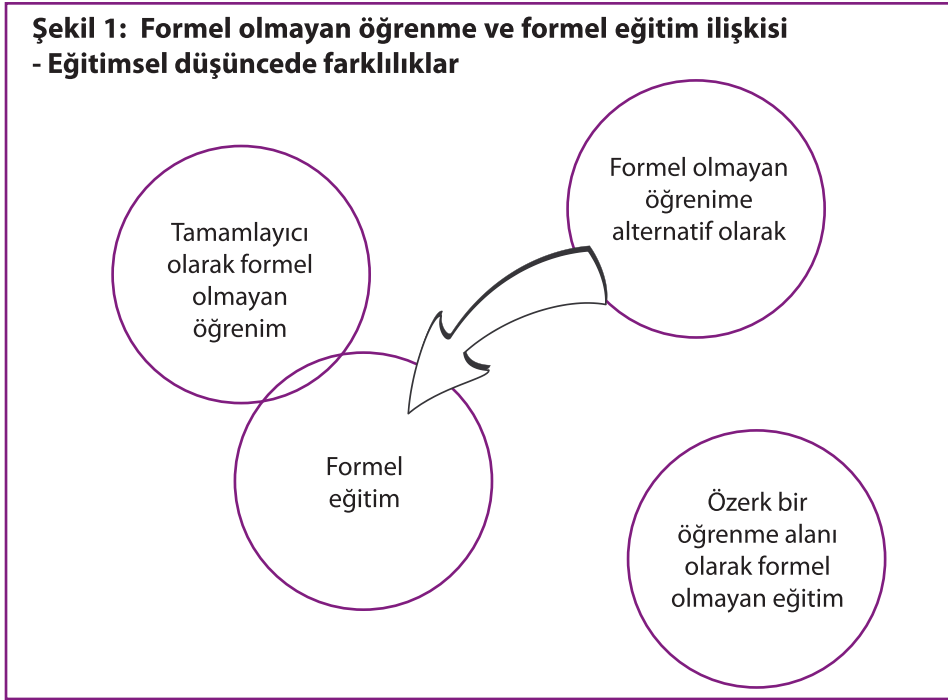 Şekil 1: Formel olmayan öğrenme ve formel eğitim ilişkisi
- Eğitimsel düşüncede farklılıklar
Formel olmayan
öğrenime
alternatif olarak
Tamamlayıcı
olarak formel
olmayan
öğrenim
Formel
eğitim
Özerk bir
öğrenme alanı
olarak formel
olmayan eğitim